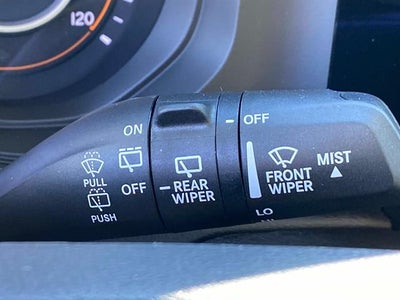 120
ON
OFF
PULL
PUSH
OFF
REAR
WIPER
FRONT
WIPER
MIST
LO